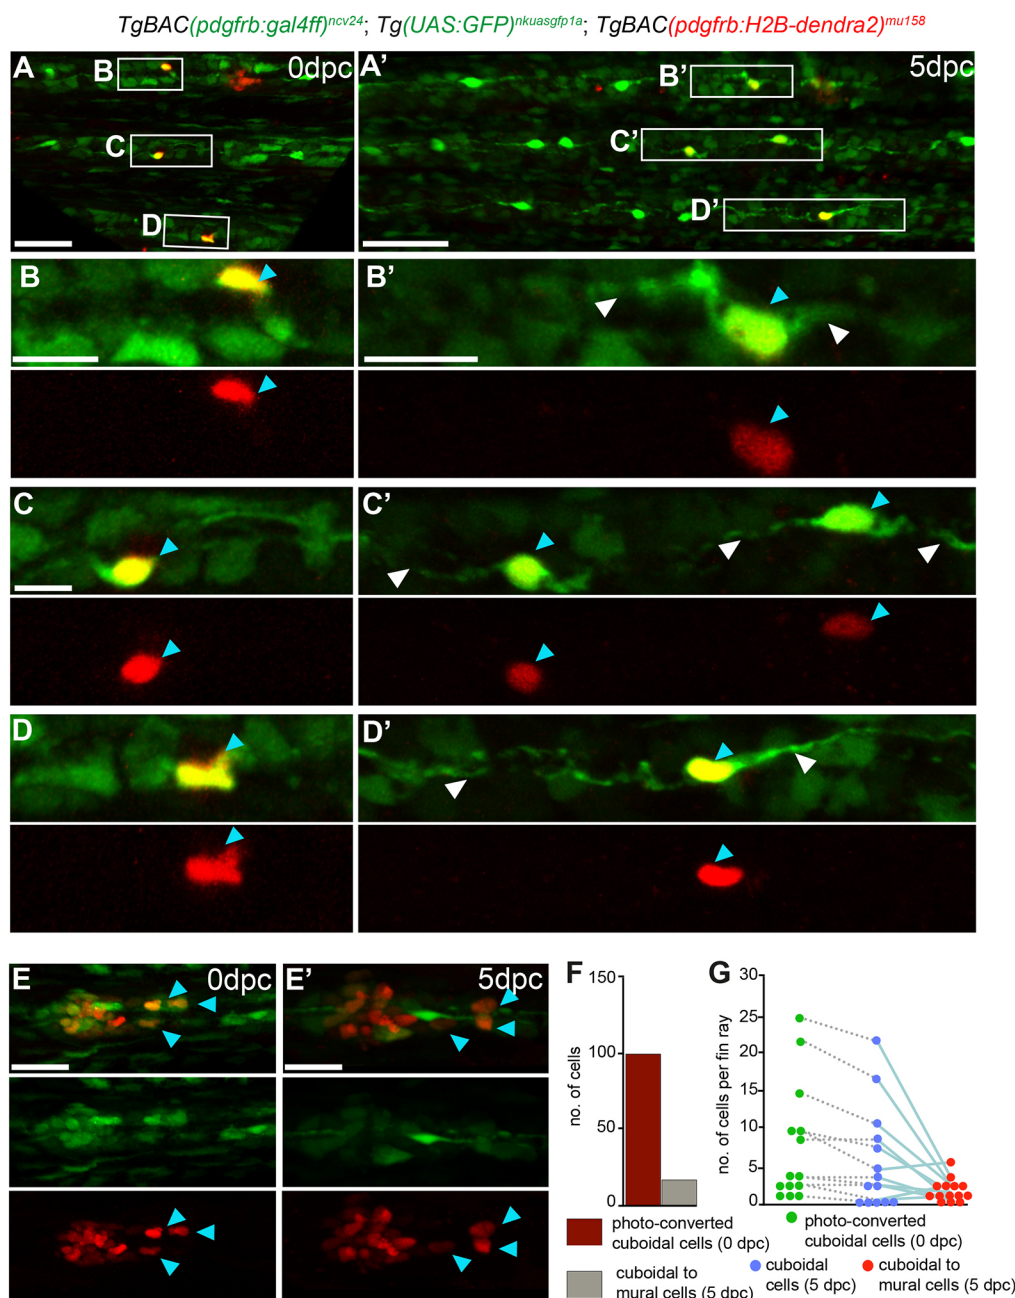 TgBAC(pdgfrb:gal4ff)ncv24; Tg(UAS:GFP)nkuasgfp1a; TgBAC(pdgfrb:H2B-dendra2)mu158
A B 0dpc A' B' 5dpc
C C'
D D'
B B'
C C'
D D'
E 0dpc E' 5dpc F G
150
100
50
0
no. of cells
30
25
20
15
10
5
0
no. of cells per fin ray
photo-converted
cuboidal cells (0 dpc)
cuboidal to
mural cells (5 dpc)
photo-converted
cuboidal cells (0 dpc)
cuboidal
cells (5 dpc)
cuboidal to
mural cells (5 dpc)